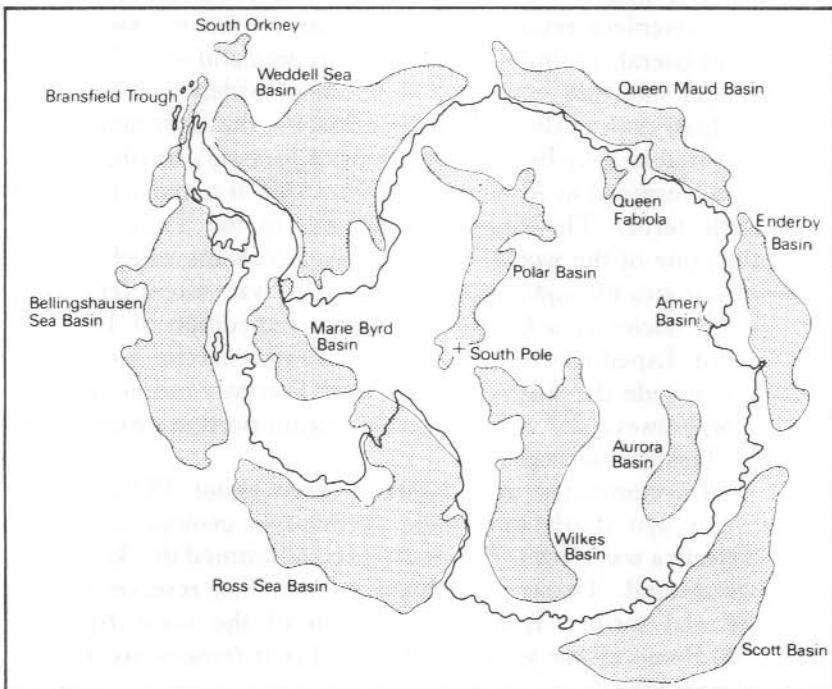 South Orkney
Weddell Sea
Basin
Queen Maud Basin
Bransfield Trough
Queen
Fabiola
Enderby
Basin
Polar Basin
Bellingshausen
Sea Basin
Amery
Basin
Marie Byrd
Basin
South Pole
Aurora
Basin
Wilkes
Basin
Ross Sea Basin
Scott Basin